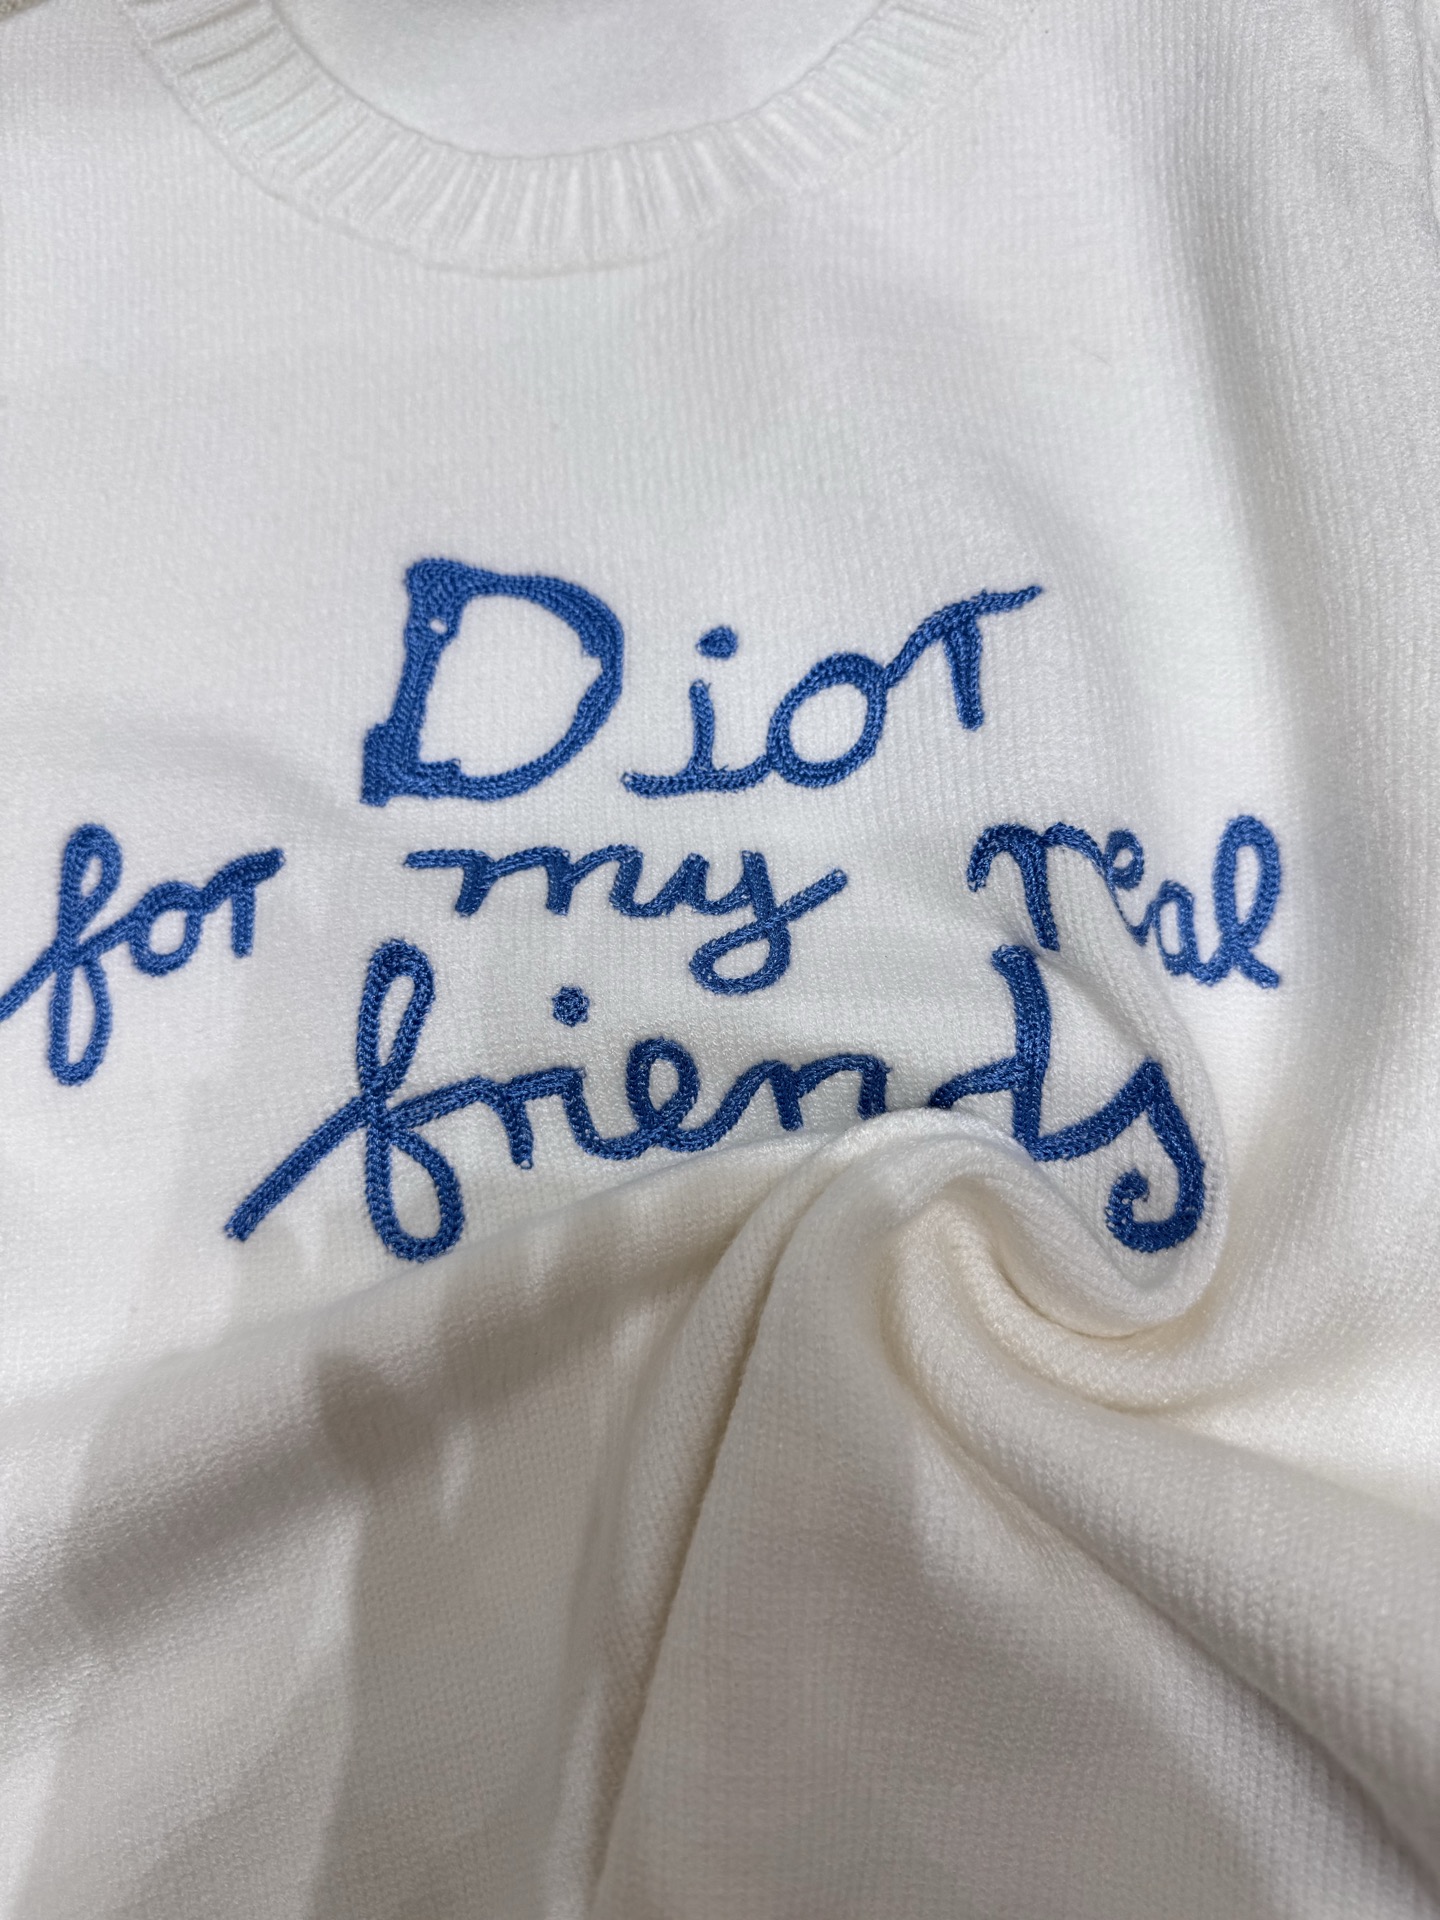 Dior
for my real
friends